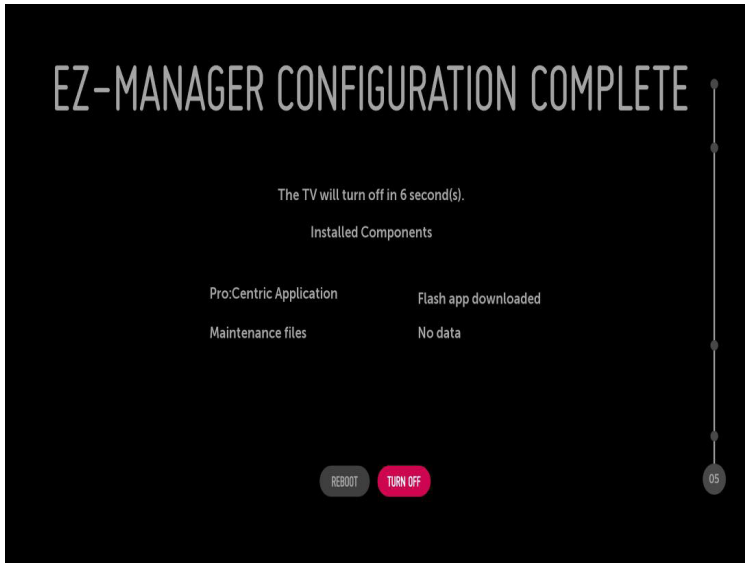 EZ-MANAGER CONFIGURATION COMPLETE
The TV will turn off in 6 second(s).
Installed Components
Pro:Centric Application Flash app downloaded
Maintenance files No data
REBOOT TURN OFF
05